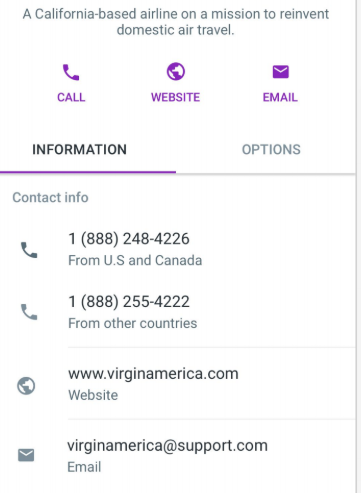 A California-based airline on a mission to reinvent
domestic air travel.
CALL
WEBSITE
EMAIL
INFORMATION
OPTIONS
Contact info
1 (888) 248-4226
From U.S and Canada
1 (888) 255-4222
From other countries
www.virginamerica.com
Website
virginamerica@support.com
Email